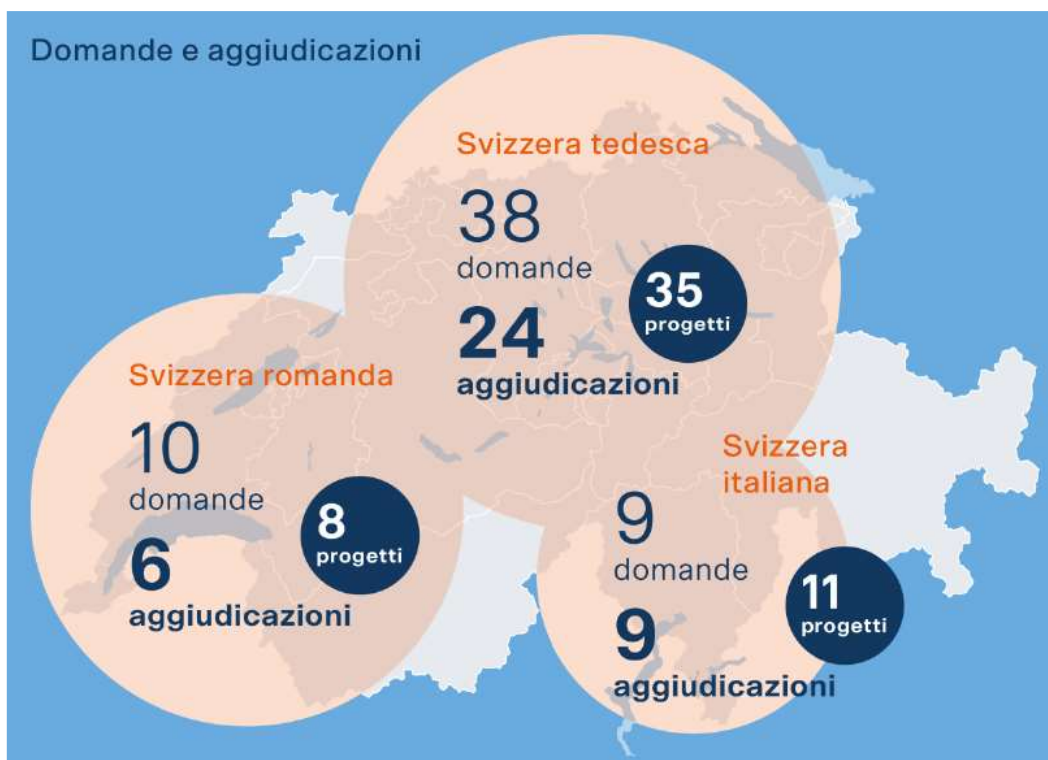 Domande e aggiudicazioni
Svizzera tedesca
38
domande
24
aggiudicazioni
35
progetti
Svizzera romanda
10
domande
6
aggiudicazioni
8
progetti
Svizzera
italiana
9
domande
9
aggiudicazioni
11
progetti